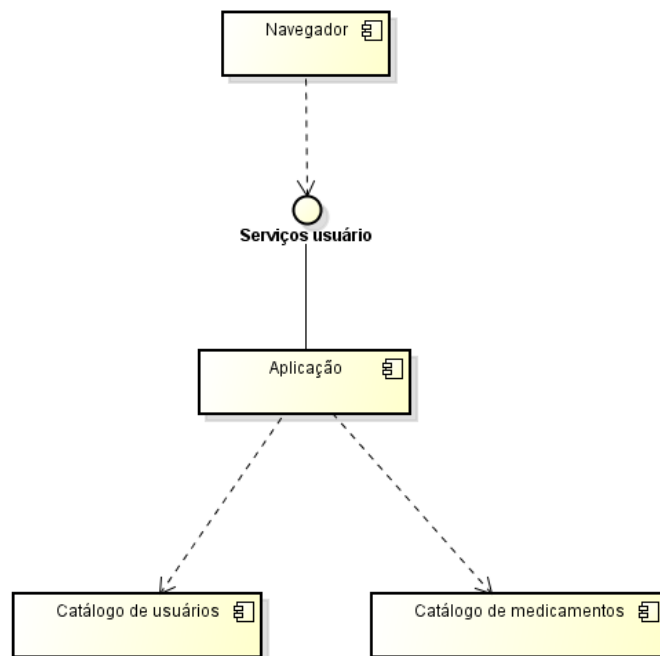 Navegador
Serviços usuário
Aplicação
Catálogo de usuários
Catálogo de medicamentos